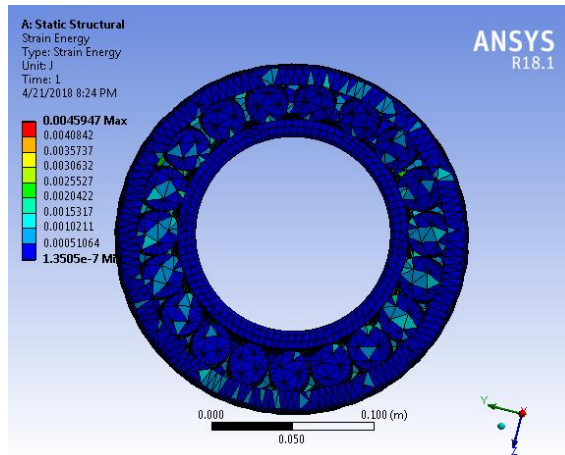 A: Static Structural
Strain Energy
Type: Strain Energy
Unit: J
Time: 1
4/21/2018 8:24 PM
ANSYS
R18.1
0.0045947 Max
0.0040842
0.0035737
0.0030632
0.0025527
0.0020422
0.0015317
0.0010211
0.00051064
1.3505e-7 Mi
0.000
0.100 (m)
0.050
Y
X
Z